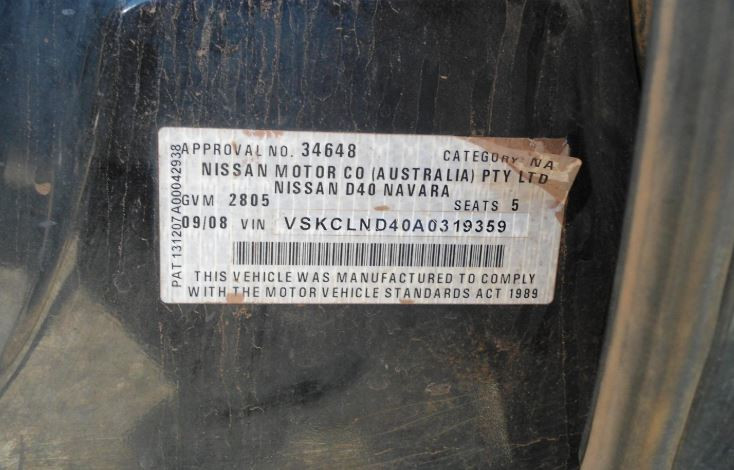 APPROVAL NO. 34648 CATEGORY: NA
NISSAN MOTOR CO (AUSTRALIA) PTY LTD
NISSAN D40 NAVARA
GVM 2805 SEATS 5
09/08 VIN VSKCLND40A0319359
THIS VEHICLE WAS MANUFACTURED TO COMPLY
WITH THE MOTOR VEHICLE STANDARDS ACT 1989
PAT 131207A00042938